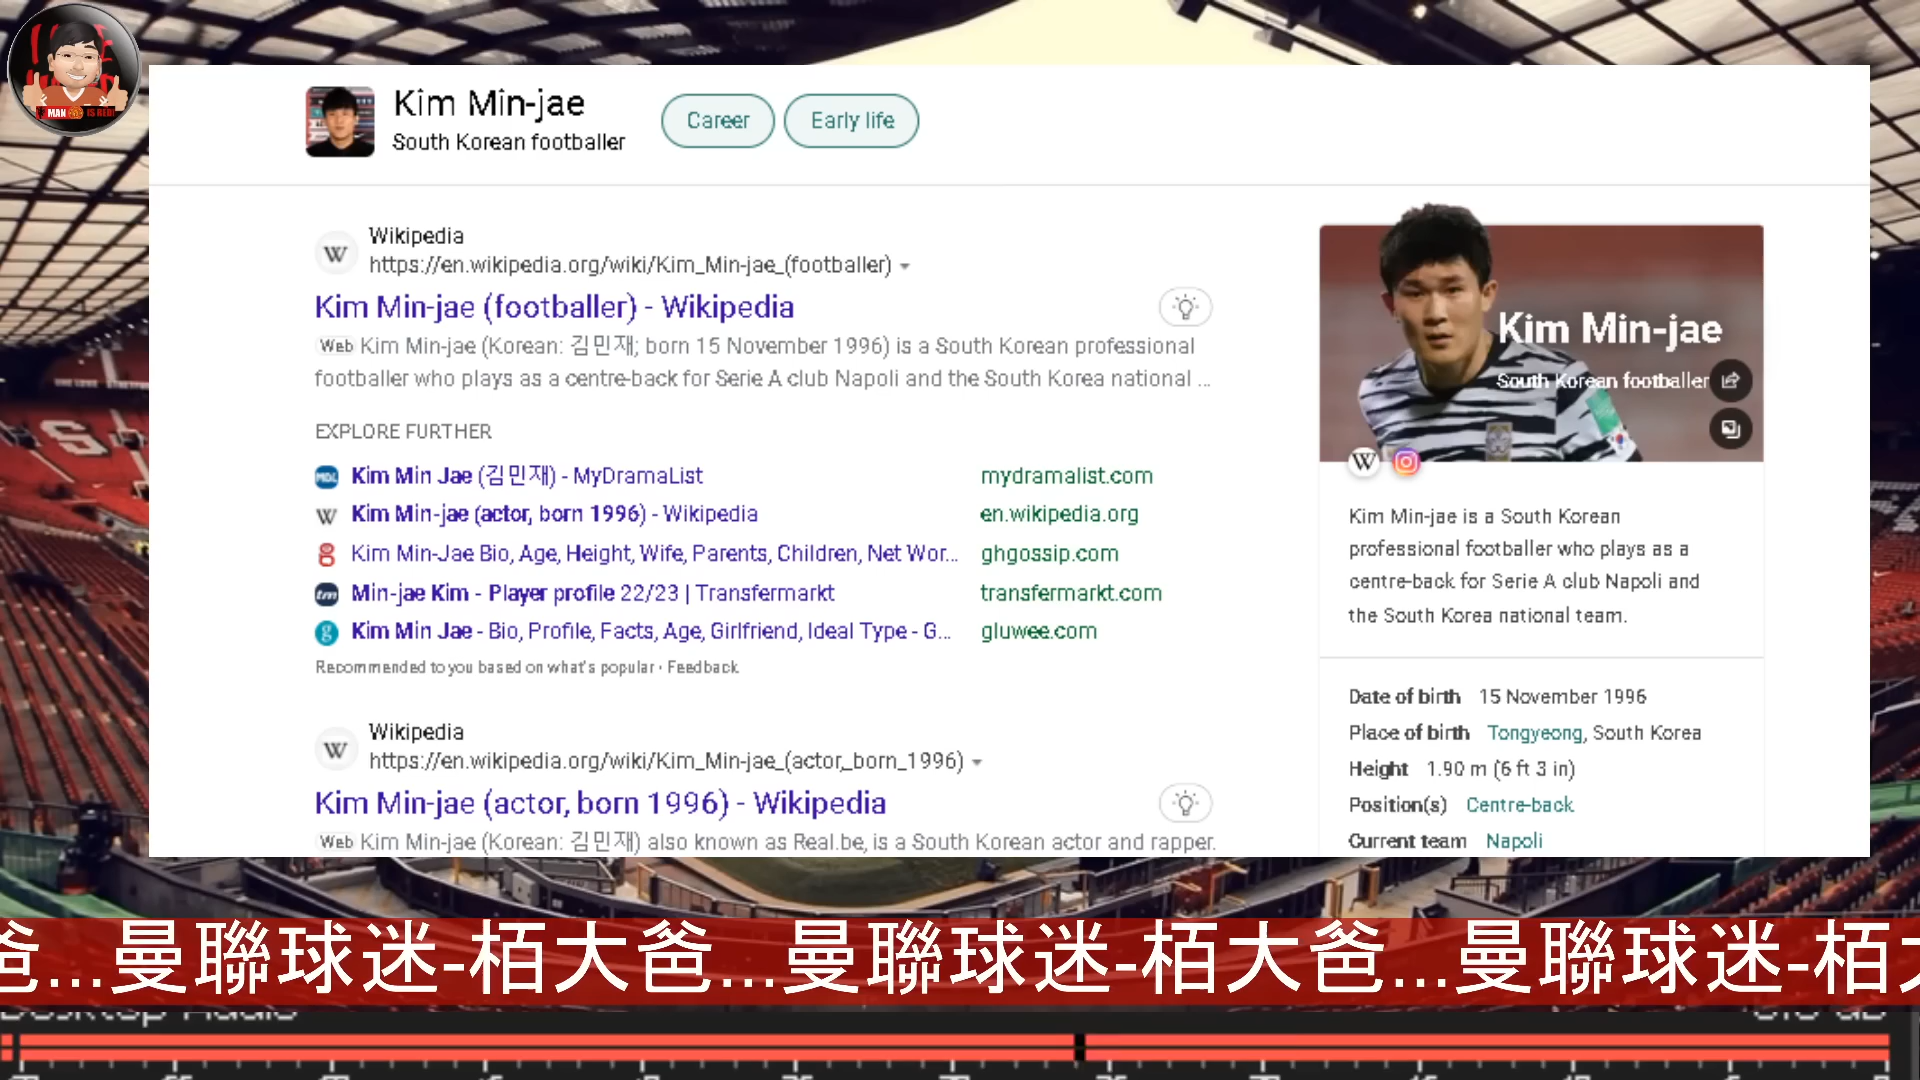 MAN IS RED!
Kim Min-jae
South Korean footballer
Career
Early life
Wikipedia
https://en.wikipedia.org/wiki/Kim_Min-jae_(footballer)
Kim Min-jae (footballer) - Wikipedia
Web Kim Min-jae (Korean: 김민재; born 15 November 1996) is a South Korean professional
footballer who plays as a centre-back for Serie A club Napoli and the South Korea national ...
EXPLORE FURTHER
Kim Min Jae (김민재) - MyDramaList mydramalist.com
Kim Min-jae (actor, born 1996) - Wikipedia en.wikipedia.org
Kim Min-Jae Bio, Age, Height, Wife, Parents, Children, Net Wor... ghgossip.com
Min-jae Kim - Player profile 22/23 | Transfermarkt transfermarkt.com
Kim Min Jae - Bio, Profile, Facts, Age, Girlfriend, Ideal Type - G... gluwee.com
Recommended to you based on what's popular • Feedback
Wikipedia
https://en.wikipedia.org/wiki/Kim_Min-jae_(actor,_born_1996)
Kim Min-jae (actor, born 1996) - Wikipedia
Web Kim Min-jae (Korean: 김민재) also known as Real.be, is a South Korean actor and rapper.
Kim Min-jae
South Korean footballer
Kim Min-jae is a South Korean
professional footballer who plays as a
centre-back for Serie A club Napoli and
the South Korea national team.
Date of birth 15 November 1996
Place of birth Tongyeong, South Korea
Height 1.90 m (6 ft 3 in)
Position(s) Centre-back
Current team Napoli
爸...曼聯球迷-栢大爸...曼聯球迷-栢大爸...曼聯球迷-栢大
Desktop Audio